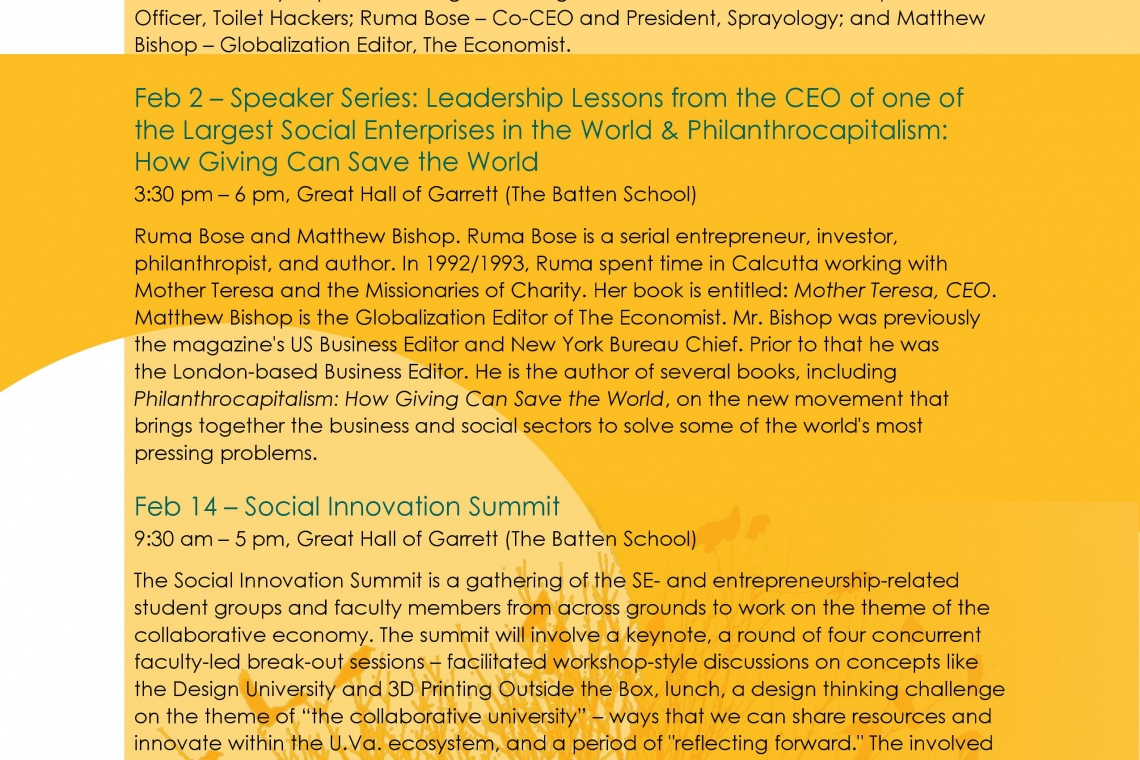 Officer, Toilet Hackers; Ruma Bose – Co-CEO and President, Sprayology; and Matthew
Bishop – Globalization Editor, The Economist.
Feb 2 – Speaker Series: Leadership Lessons from the CEO of one of
the Largest Social Enterprises in the World & Philanthrocapitalism:
How Giving Can Save the World
3:30 pm – 6 pm, Great Hall of Garrett (The Batten School)
Ruma Bose and Matthew Bishop. Ruma Bose is a serial entrepreneur, investor,
philanthropist, and author. In 1992/1993, Ruma spent time in Calcutta working with
Mother Teresa and the Missionaries of Charity. Her book is entitled: Mother Teresa, CEO.
Matthew Bishop is the Globalization Editor of The Economist. Mr. Bishop was previously
the magazine's US Business Editor and New York Bureau Chief. Prior to that he was
the London-based Business Editor. He is the author of several books, including
Philanthrocapitalism: How Giving Can Save the World, on the new movement that
brings together the business and social sectors to solve some of the world's most
pressing problems.
Feb 14 – Social Innovation Summit
9:30 am – 5 pm, Great Hall of Garrett (The Batten School)
The Social Innovation Summit is a gathering of the SE- and entrepreneurship-related
student groups and faculty members from across grounds to work on the theme of the
collaborative economy. The summit will involve a keynote, a round of four concurrent
faculty-led break-out sessions – facilitated workshop-style discussions on concepts like
the Design University and 3D Printing Outside the Box, lunch, a design thinking challenge
on the theme of “the collaborative university” – ways that we can share resources and
innovate within the U.Va. ecosystem, and a period of "reflecting forward." The involved